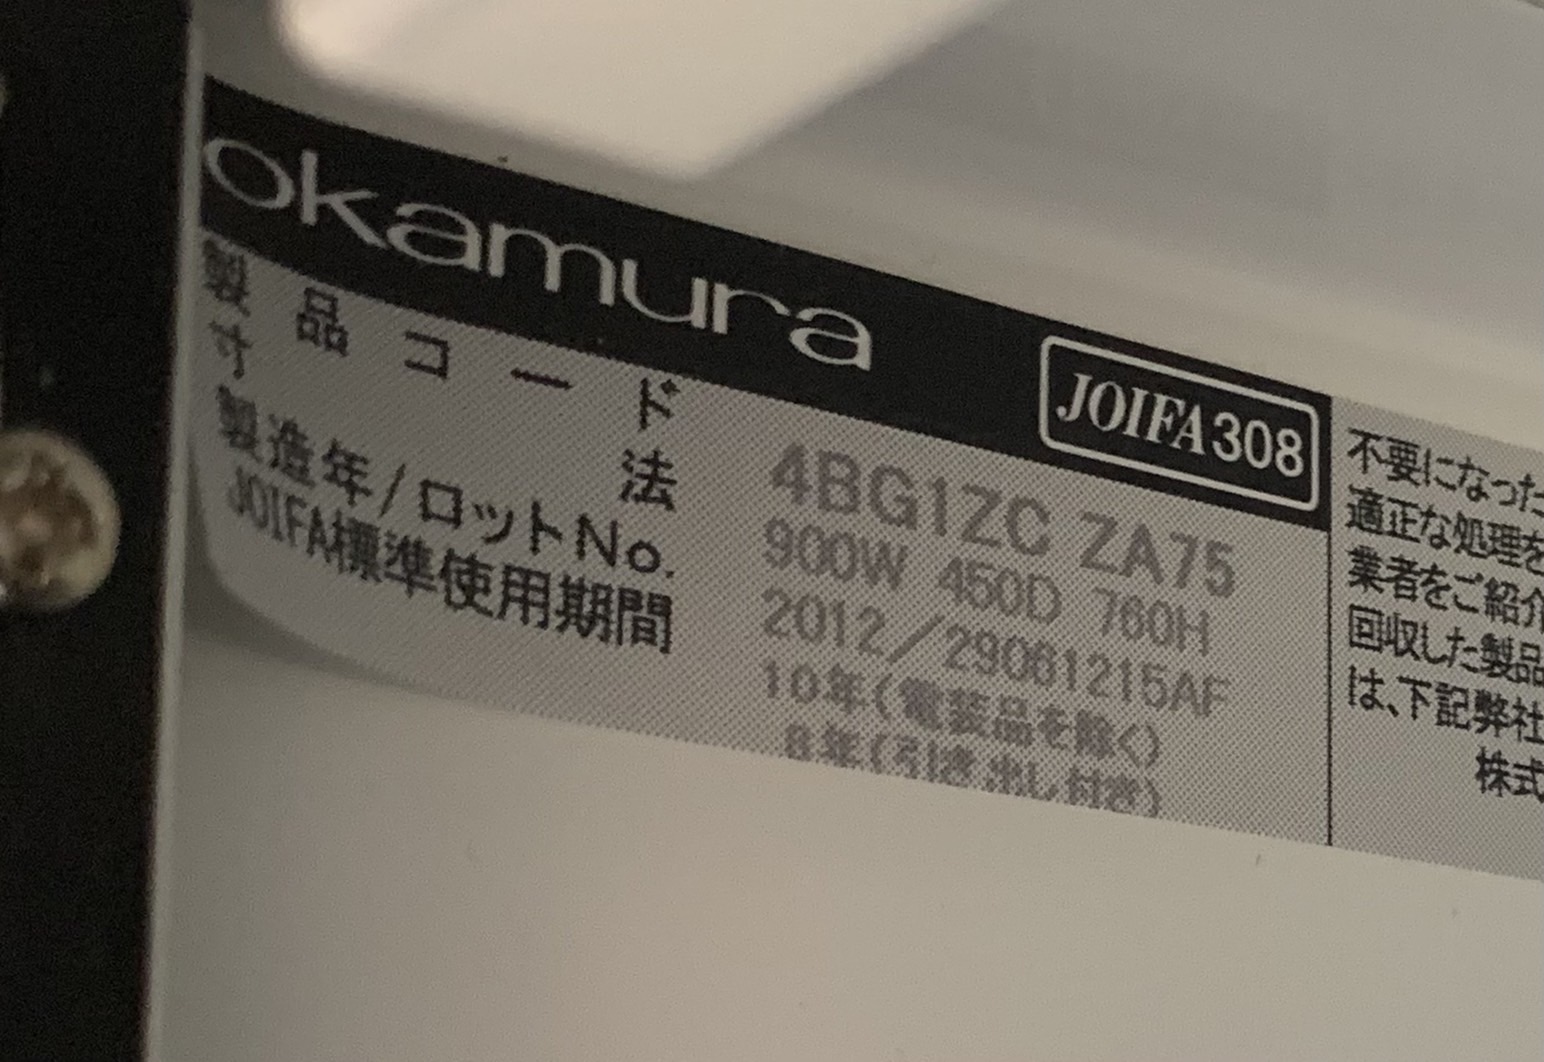 okamura
JOIFA308
製品コード 4BG1ZC ZA75
寸法 900W 450D 760H
製造年/ロットNo. 2012/29061215AF
JOIFA標準使用期間 10年(電装品を除く)
8年(引き出し付き)
不要になった
適正な処理を
業者をご紹介
回収した製品
は、下記弊社
株式